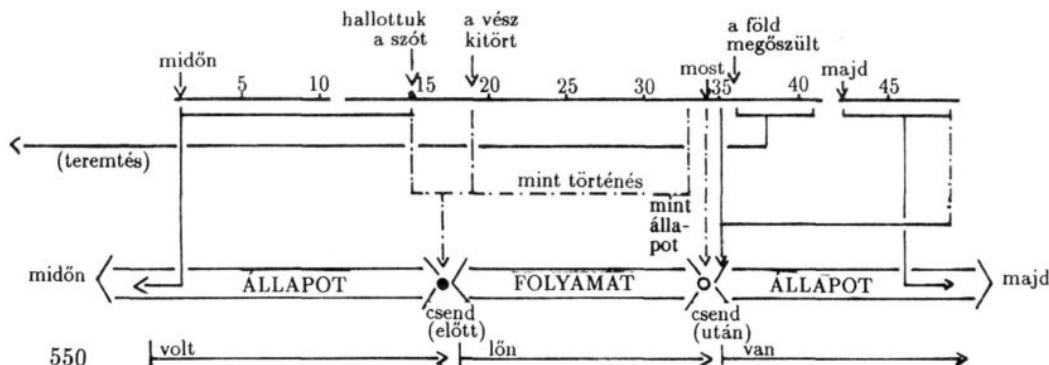 hallottuk
a szót
a vész
kitört
a föld
megőszült
midőn
most
majd
5
10
15
20
25
30
35
40
45
(teremtés)
mint történés
mint
álla-
pot
midőn
ÁLLAPOT
FOLYAMAT
ÁLLAPOT
majd
csend
(előtt)
csend
(után)
550
volt
lőn
van